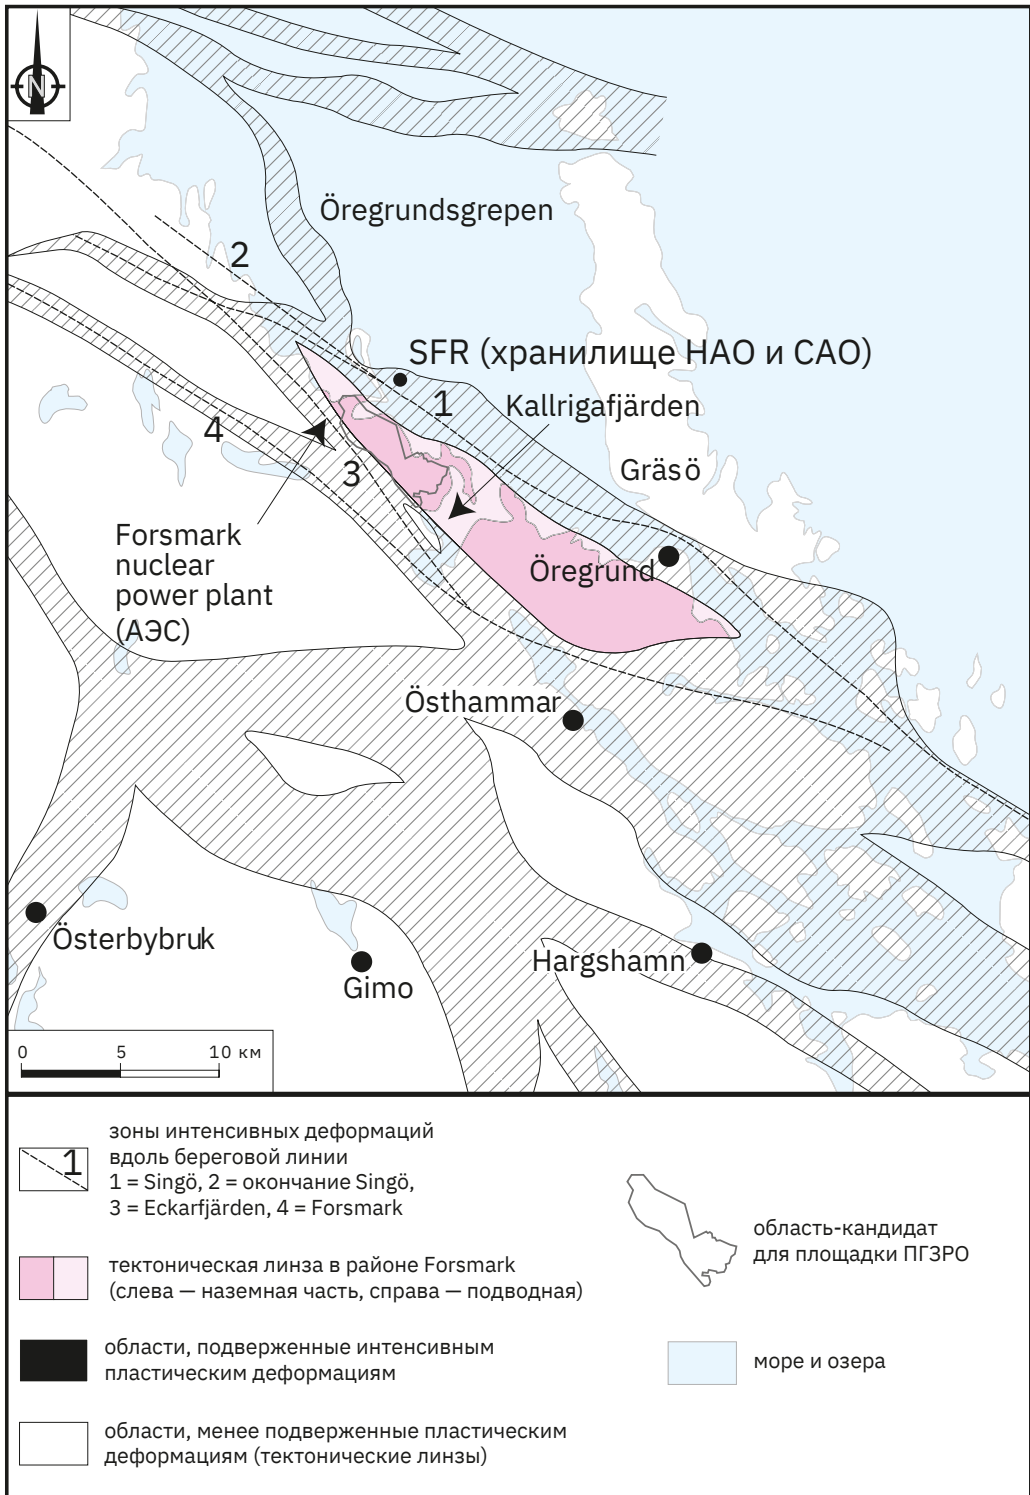 N
Öregrundsgrepen
2
SFR (хранилище НАО и САО)
1
Kallrigafjärden
4
3
Gräsö
Forsmark
nuclear
power plant
(АЭС)
Öregrund
Östhammar
Österbybruk
Gimo
Hargshamn
0 5 10 км
1
зоны интенсивных деформаций
вдоль береговой линии
1 = Singö, 2 = окончание Singö,
3 = Eckarfjärden, 4 = Forsmark
область-кандидат
для площадки ПГЗРО
тектоническая линза в районе Forsmark
(слева — наземная часть, справа — подводная)
области, подверженные интенсивным
пластическим деформациям
море и озера
области, менее подверженные пластическим
деформациям (тектонические линзы)